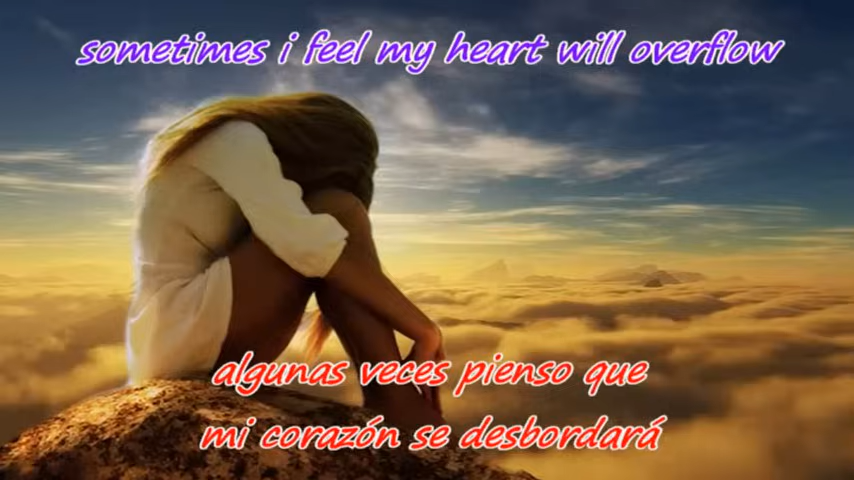 sometimes i feel my heart will overflow
algunas veces pienso que
mi corazón se desbordará